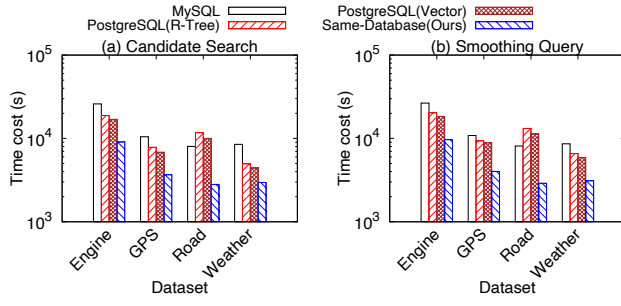 MySQL
PostgreSQL(R-Tree)
PostgreSQL(Vector)
Same-Database(Ours)
(a) Candidate Search
Time cost (s)
10^5
10^4
10^3
Engine
GPS
Road
Weather
Dataset
(b) Smoothing Query
Time cost (s)
10^5
10^4
10^3
Engine
GPS
Road
Weather
Dataset